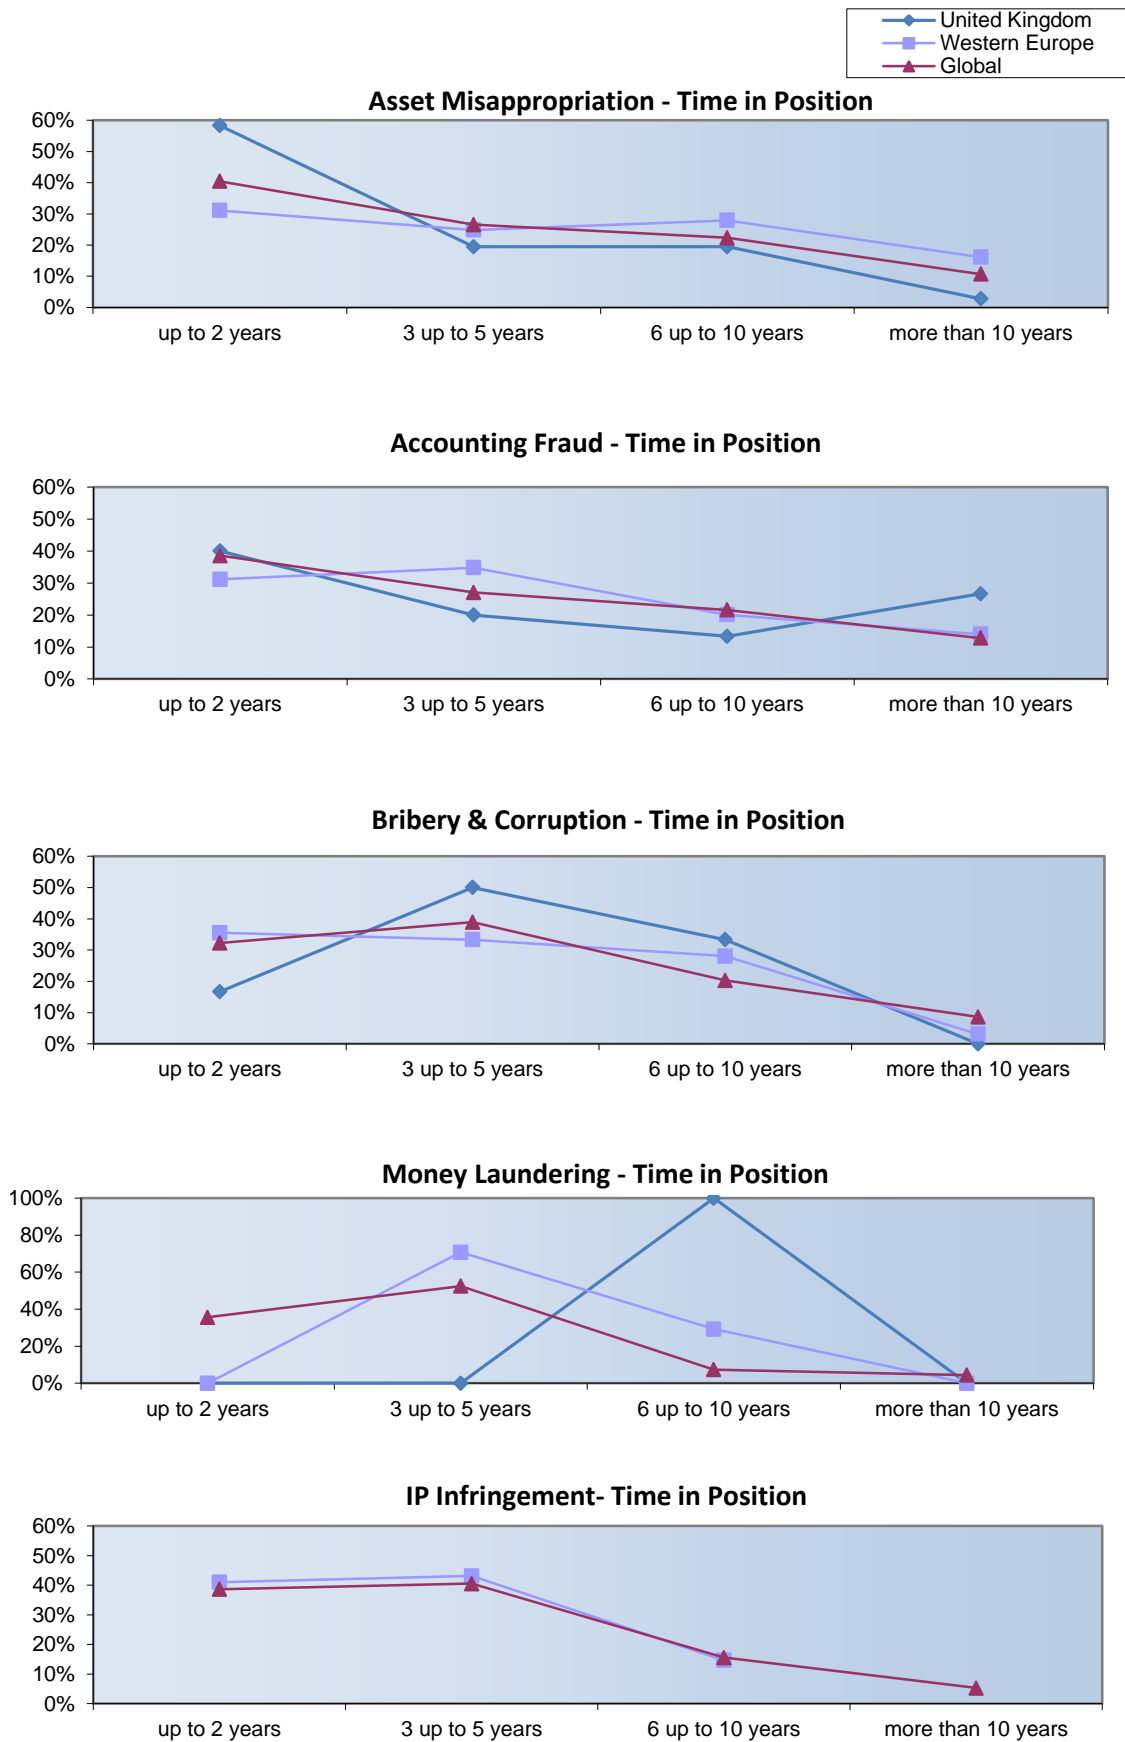 United Kingdom
Western Europe
Global
Asset Misappropriation - Time in Position
60%
50%
40%
30%
20%
10%
0%
up to 2 years 3 up to 5 years 6 up to 10 years more than 10 years
Accounting Fraud - Time in Position
60%
50%
40%
30%
20%
10%
0%
up to 2 years 3 up to 5 years 6 up to 10 years more than 10 years
Bribery & Corruption - Time in Position
60%
50%
40%
30%
20%
10%
0%
up to 2 years 3 up to 5 years 6 up to 10 years more than 10 years
Money Laundering - Time in Position
100%
80%
60%
40%
20%
0%
up to 2 years 3 up to 5 years 6 up to 10 years more than 10 years
IP Infringement- Time in Position
60%
50%
40%
30%
20%
10%
0%
up to 2 years 3 up to 5 years 6 up to 10 years more than 10 years